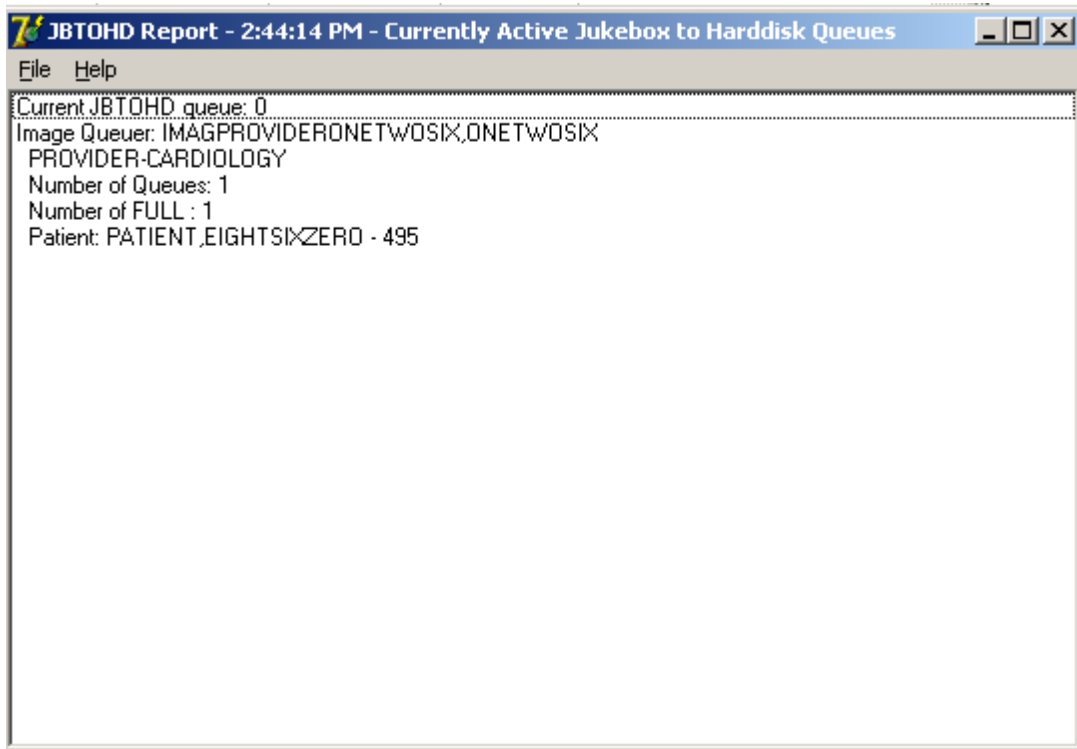 JBTOHD Report - 2:44:14 PM - Currently Active Jukebox to Harddisk Queues
File Help
Current JBTOHD queue: 0
Image Queuer: IMAGPROVIDERONETWOSIX,ONETWOSIX
PROVIDER-CARDIOLOGY
Number of Queues: 1
Number of FULL : 1
Patient: PATIENT,EIGHTSIXZERO - 495